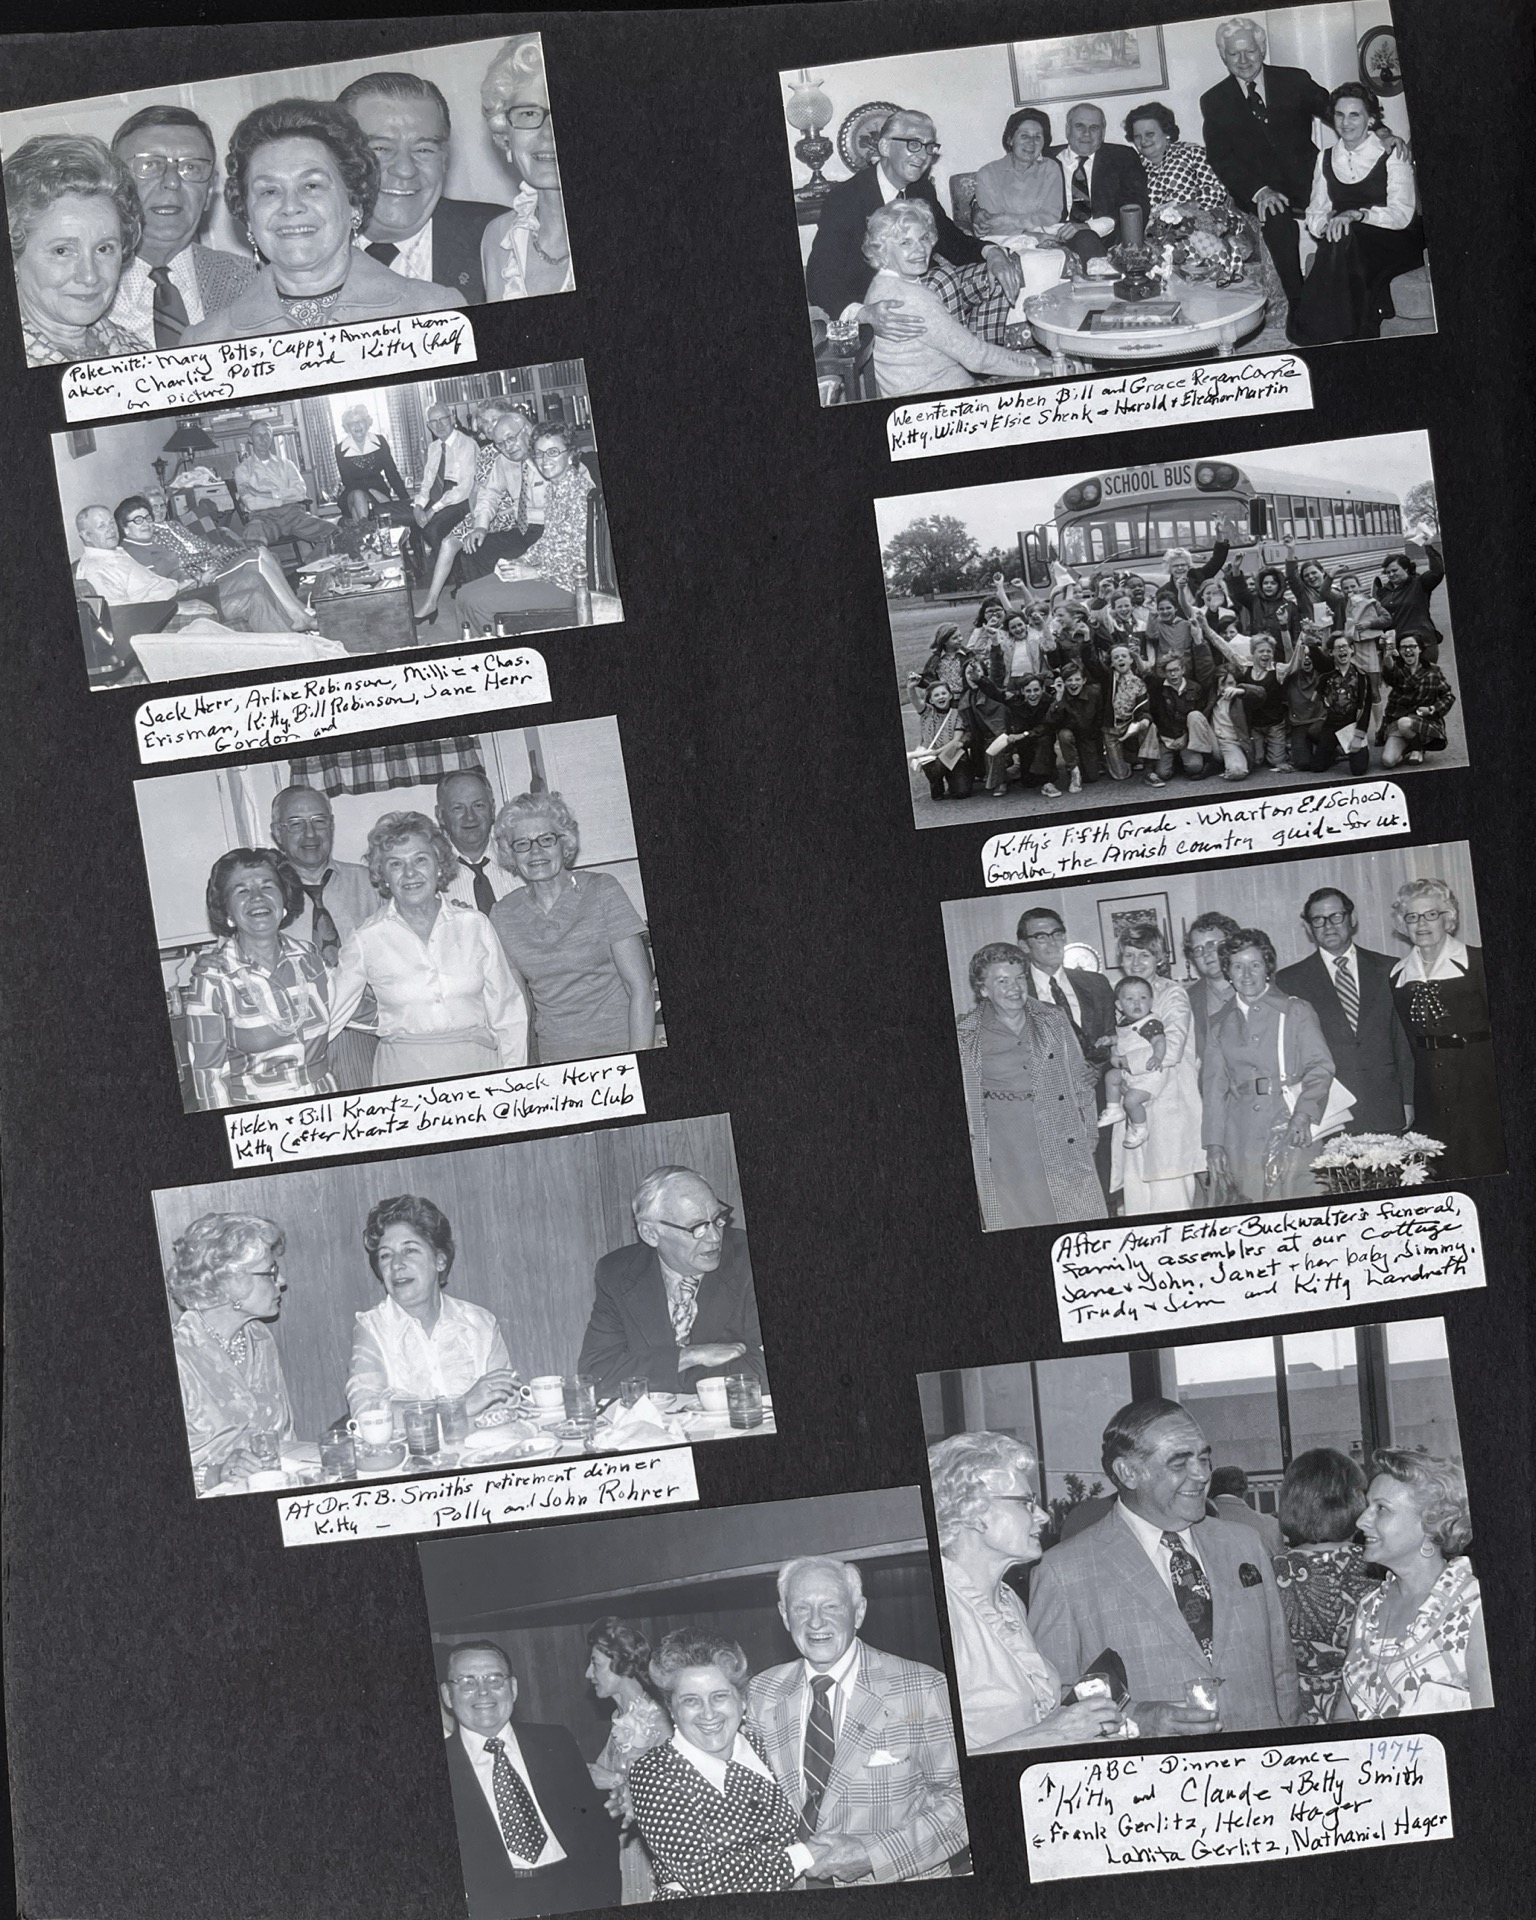 Poke nite:- Mary Potts, 'Cappy' + Annabel Ham-
aker, Charlie Potts and Kitty (half
on picture)
Jack Herr, Arline Robinson, Millie + Chas.
Erisman, Kitty, Bill Robinson, Jane Herr
Gordon and
Helen + Bill Krantz; Jane + Jack Herr +
Kitty (after Krantz brunch @ Hamilton Club
At Dr. T. B. Smith's retirement dinner
Kitty - Polly and John Rohrer
We entertain when Bill and Grace Regan Came
Kitty, Willis + Elsie Shenk + Harold + Eleanor Martin
SCHOOL BUS
Kitty's Fifth Grade - Wharton El School.
Gordon, the Amish country guide for us.
After Aunt Esther Buckwalter's funeral,
family assembles at our Cottage
Jane + John, Janet + her baby, Jimmy,
Trudy + Jim and Kitty Landreth
'ABC' Dinner Dance 1974
Kitty and Claude + Betty Smith
← Frank Gerlitz, Helen Hager
LaNita Gerlitz, Nathaniel Hager